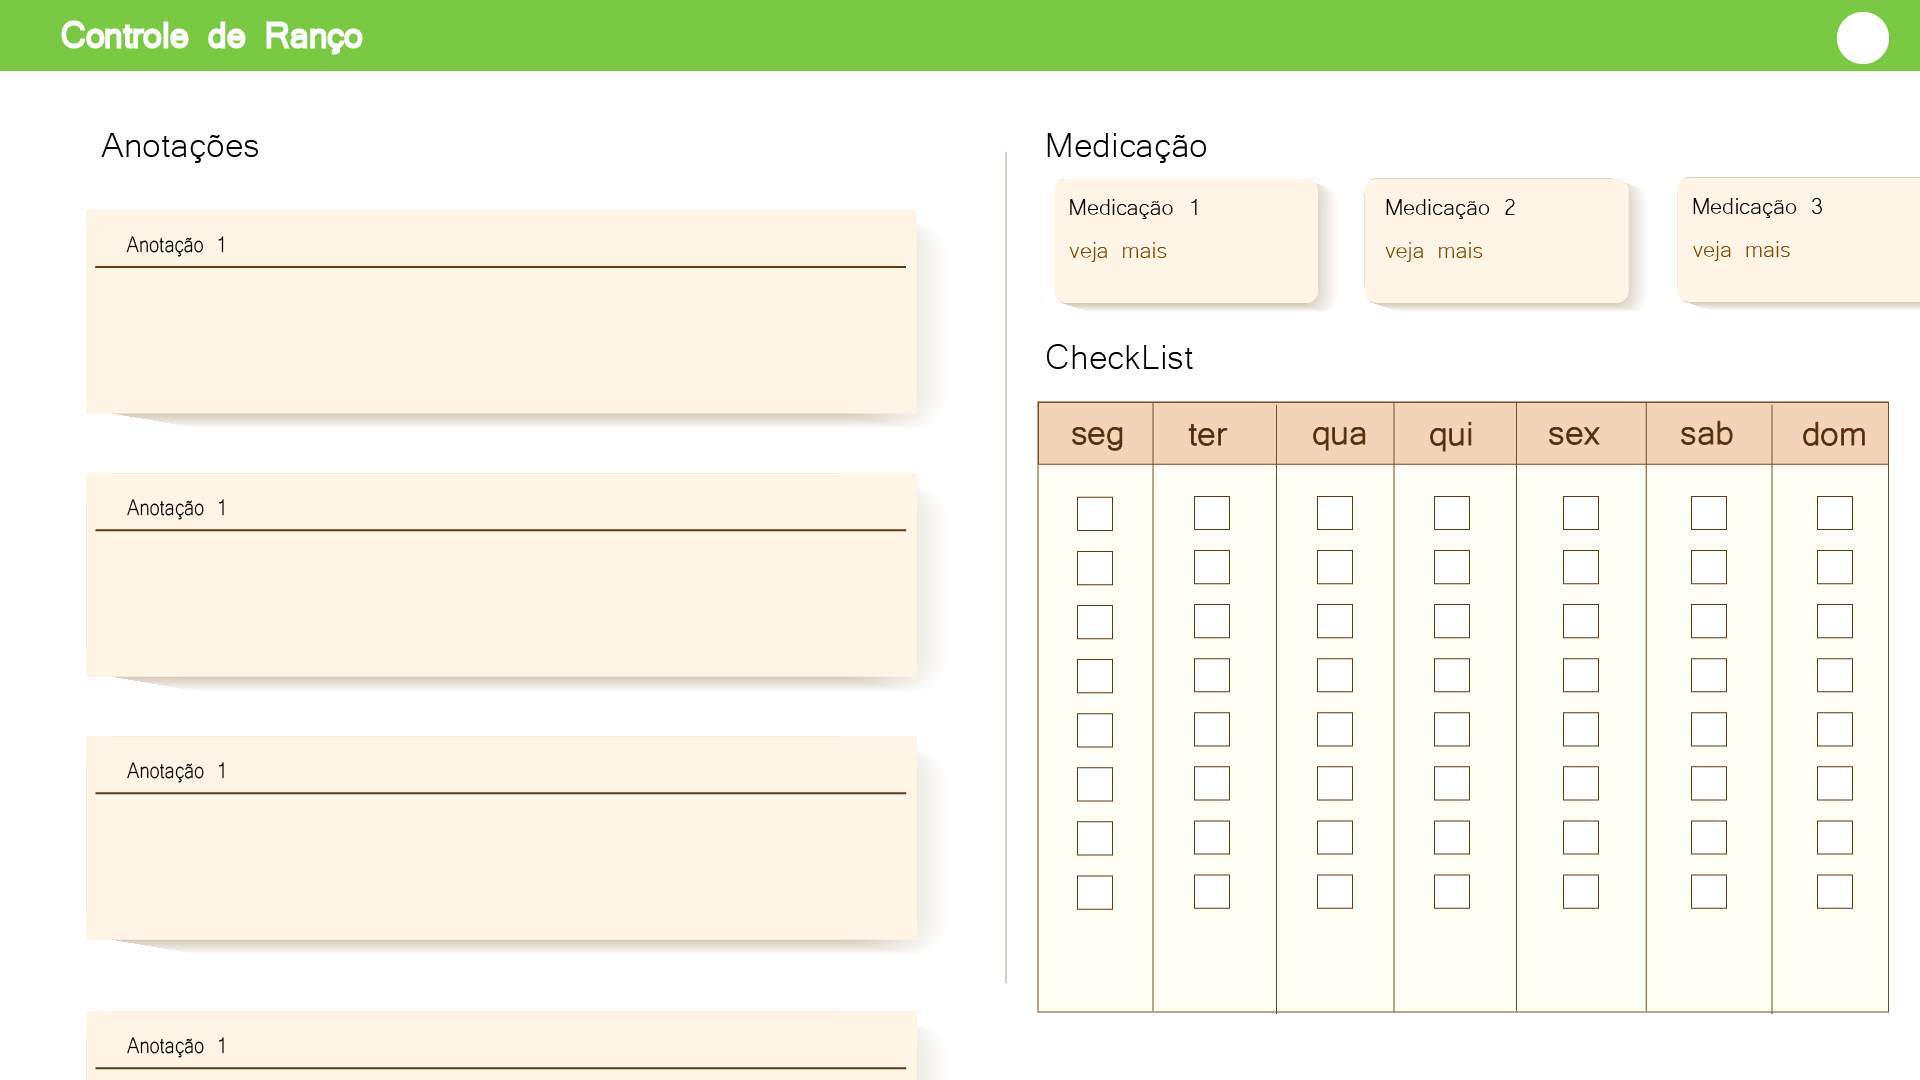 Controle de Ranço
Anotações
Anotação 1
Anotação 1
Anotação 1
Anotação 1
Medicação
Medicação 1
veja mais
Medicação 2
veja mais
Medicação 3
veja mais
CheckList
seg ter qua qui sex sab dom